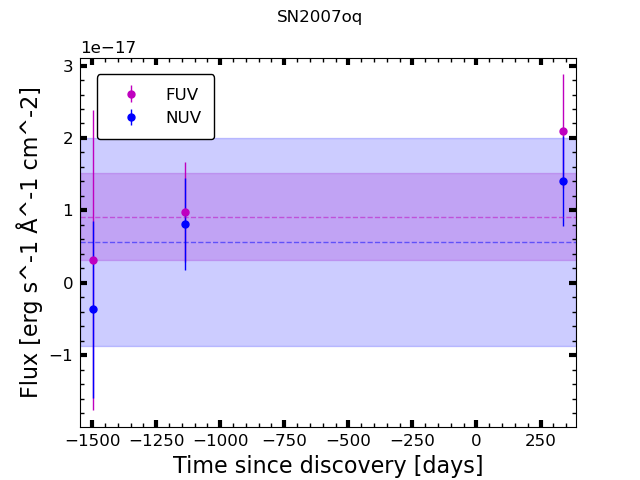 SN2007oq
1e−17
FUV
NUV
3
2
1
0
−1
Flux [erg s^-1 Å^-1 cm^-2]
−1500 −1250 −1000 −750 −500 −250 0 250
Time since discovery [days]